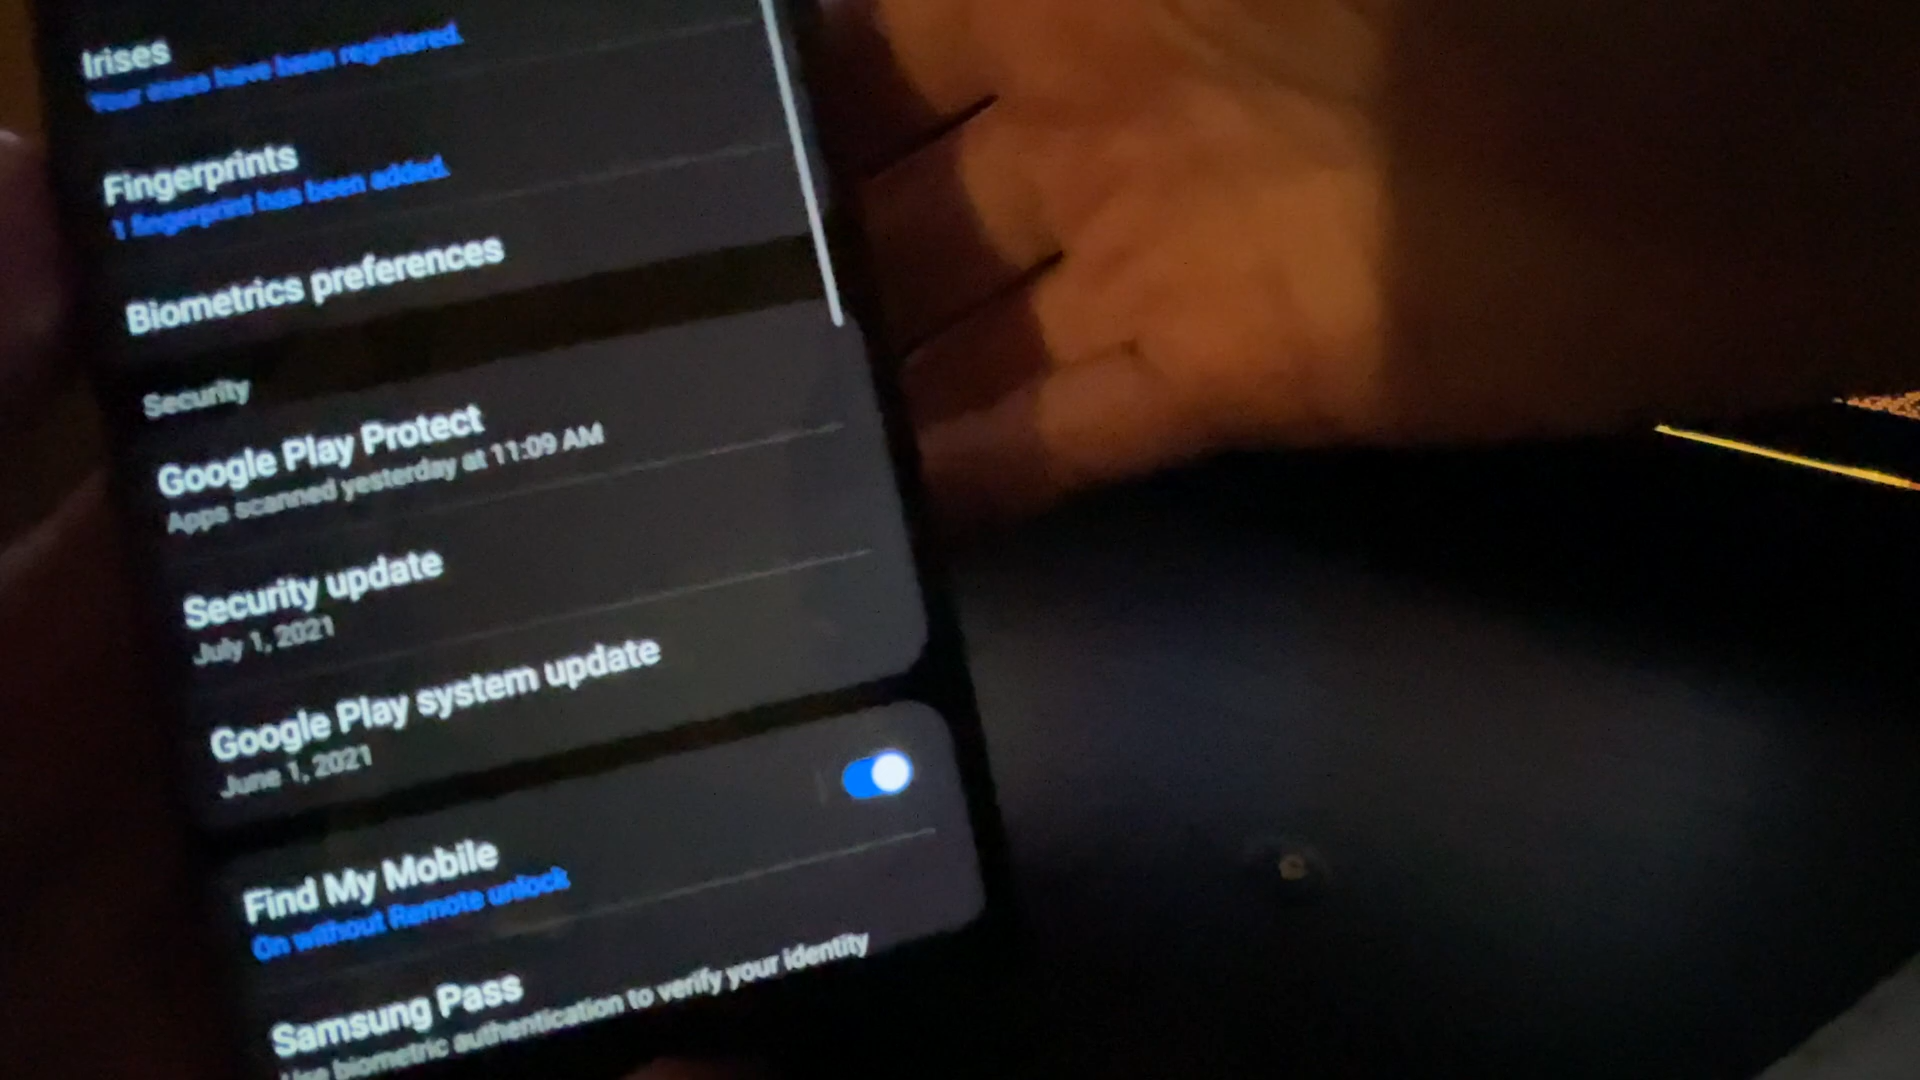 Irises
Your irises have been registered.
Fingerprints
1 fingerprint has been added.
Biometrics preferences
Security
Google Play Protect
Apps scanned yesterday at 11:09 AM
Security update
July 1, 2021
Google Play system update
June 1, 2021
Find My Mobile
On without Remote unlock
Samsung Pass
Use biometric authentication to verify your identity